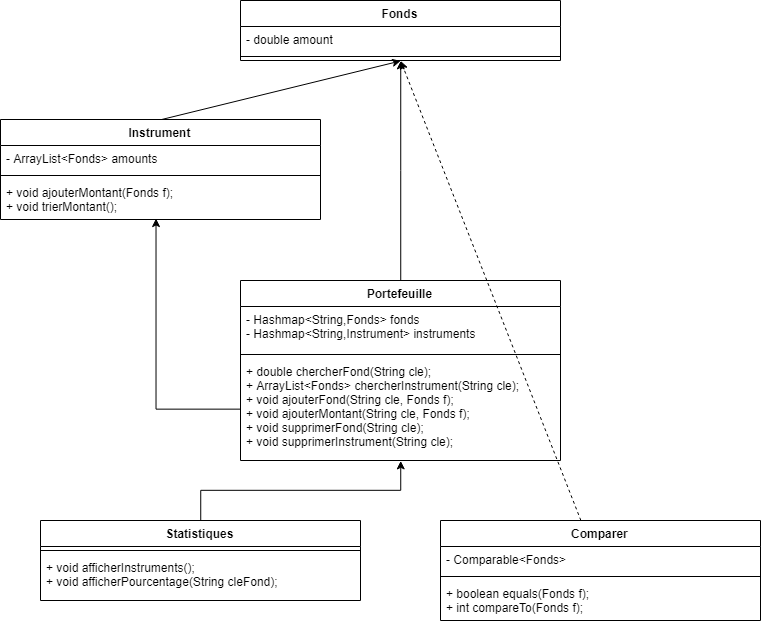 Fonds
- double amount
Instrument
- ArrayList<Fonds> amounts
+ void ajouterMontant(Fonds f);
+ void trierMontant();
Portefeuille
- Hashmap<String,Fonds> fonds
- Hashmap<String,Instrument> instruments
+ double chercherFond(String cle);
+ ArrayList<Fonds> chercherInstrument(String cle);
+ void ajouterFond(String cle, Fonds f);
+ void ajouterMontant(String cle, Fonds f);
+ void supprimerFond(String cle);
+ void supprimerInstrument(String cle);
Statistiques
+ void afficherInstruments();
+ void afficherPourcentage(String cleFond);
Comparer
- Comparable<Fonds>
+ boolean equals(Fonds f);
+ int compareTo(Fonds f);